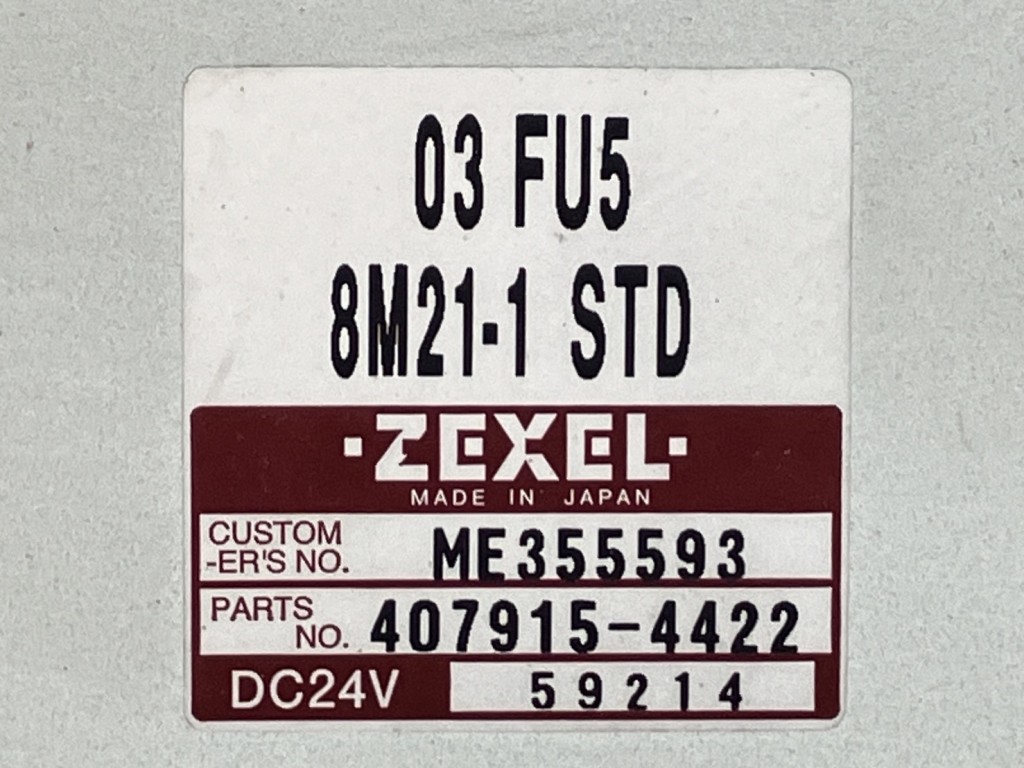 03 FU5
8M21-1 STD
·ZEXEL·
MADE IN JAPAN
CUSTOM
-ER'S NO. ME355593
PARTS
NO. 407915-4422
DC24V 59214